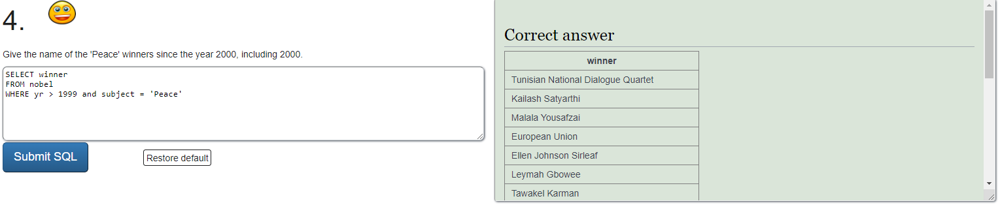 4.
Give the name of the 'Peace' winners since the year 2000, including 2000.
SELECT winner
FROM nobel
WHERE yr > 1999 and subject = 'Peace'
Submit SQL
Restore default
Correct answer
winner
Tunisian National Dialogue Quartet
Kailash Satyarthi
Malala Yousafzai
European Union
Ellen Johnson Sirleaf
Leymah Gbowee
Tawakel Karman